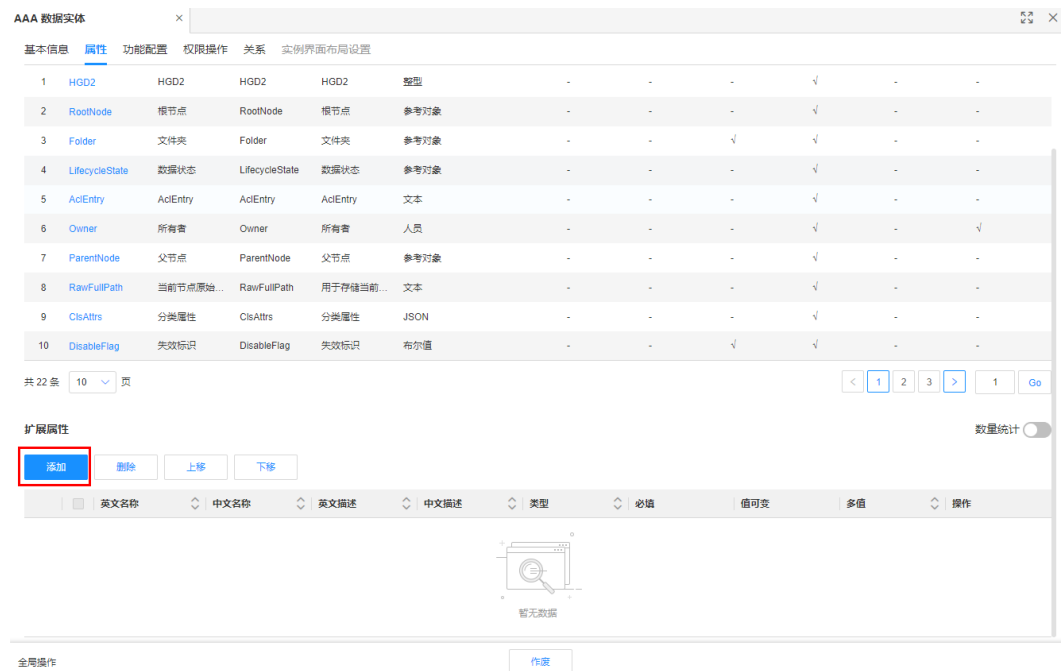 AAA 数据实体 ×
基本信息 属性 功能配置 权限操作 关系 实例界面布局设置
1 HGD2 HGD2 HGD2 HGD2 整型 - - - √ - -
2 RootNode 根节点 RootNode 根节点 参考对象 - - - √ - -
3 Folder 文件夹 Folder 文件夹 参考对象 - - √ √ - -
4 LifecycleState 数据状态 LifecycleState 数据状态 参考对象 - - - √ - -
5 AclEntry AclEntry AclEntry AclEntry 文本 - - - √ - -
6 Owner 所有者 Owner 所有者 人员 - - - √ - √
7 ParentNode 父节点 ParentNode 父节点 参考对象 - - - √ - -
8 RawFullPath 当前节点原始... RawFullPath 用于存储当前... 文本 - - - √ - -
9 ClsAttrs 分类属性 ClsAttrs 分类属性 JSON - - - √ - -
10 DisableFlag 失效标识 DisableFlag 失效标识 布尔值 - - √ √ - -
共 22 条 10 页 < 1 2 3 > 1 Go
扩展属性 数量统计
添加 删除 上移 下移
英文名称 中文名称 英文描述 中文描述 类型 必填 值可变 多值 操作
暂无数据
全局操作 作废